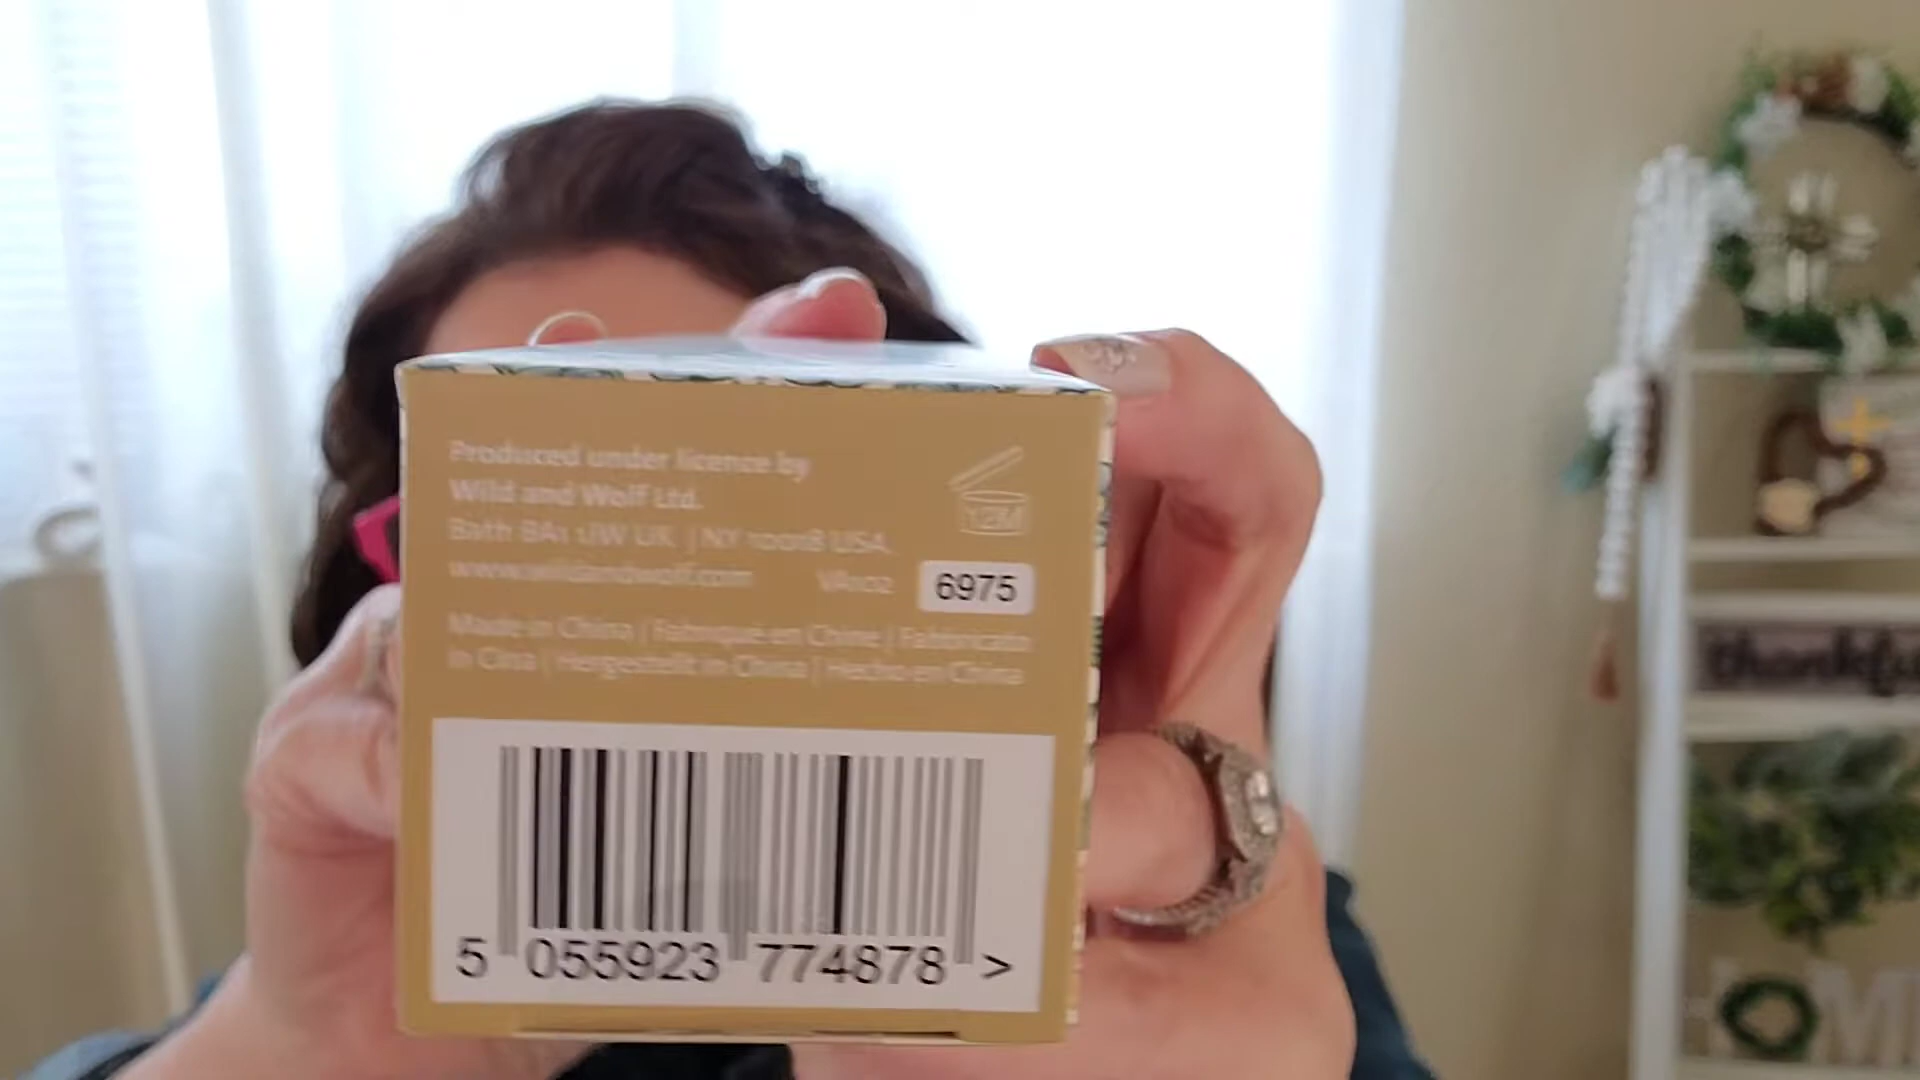 Produced under licence by
Wild and Wolf Ltd.
Bath BA1 1JW UK | NY 10018 USA
www.wildandwolf.com
6975
12M
Made in China | Fabriqué en Chine | Fabbricato
in Cina | Hergestellt in China | Hecho en China
5 055923 774878 >